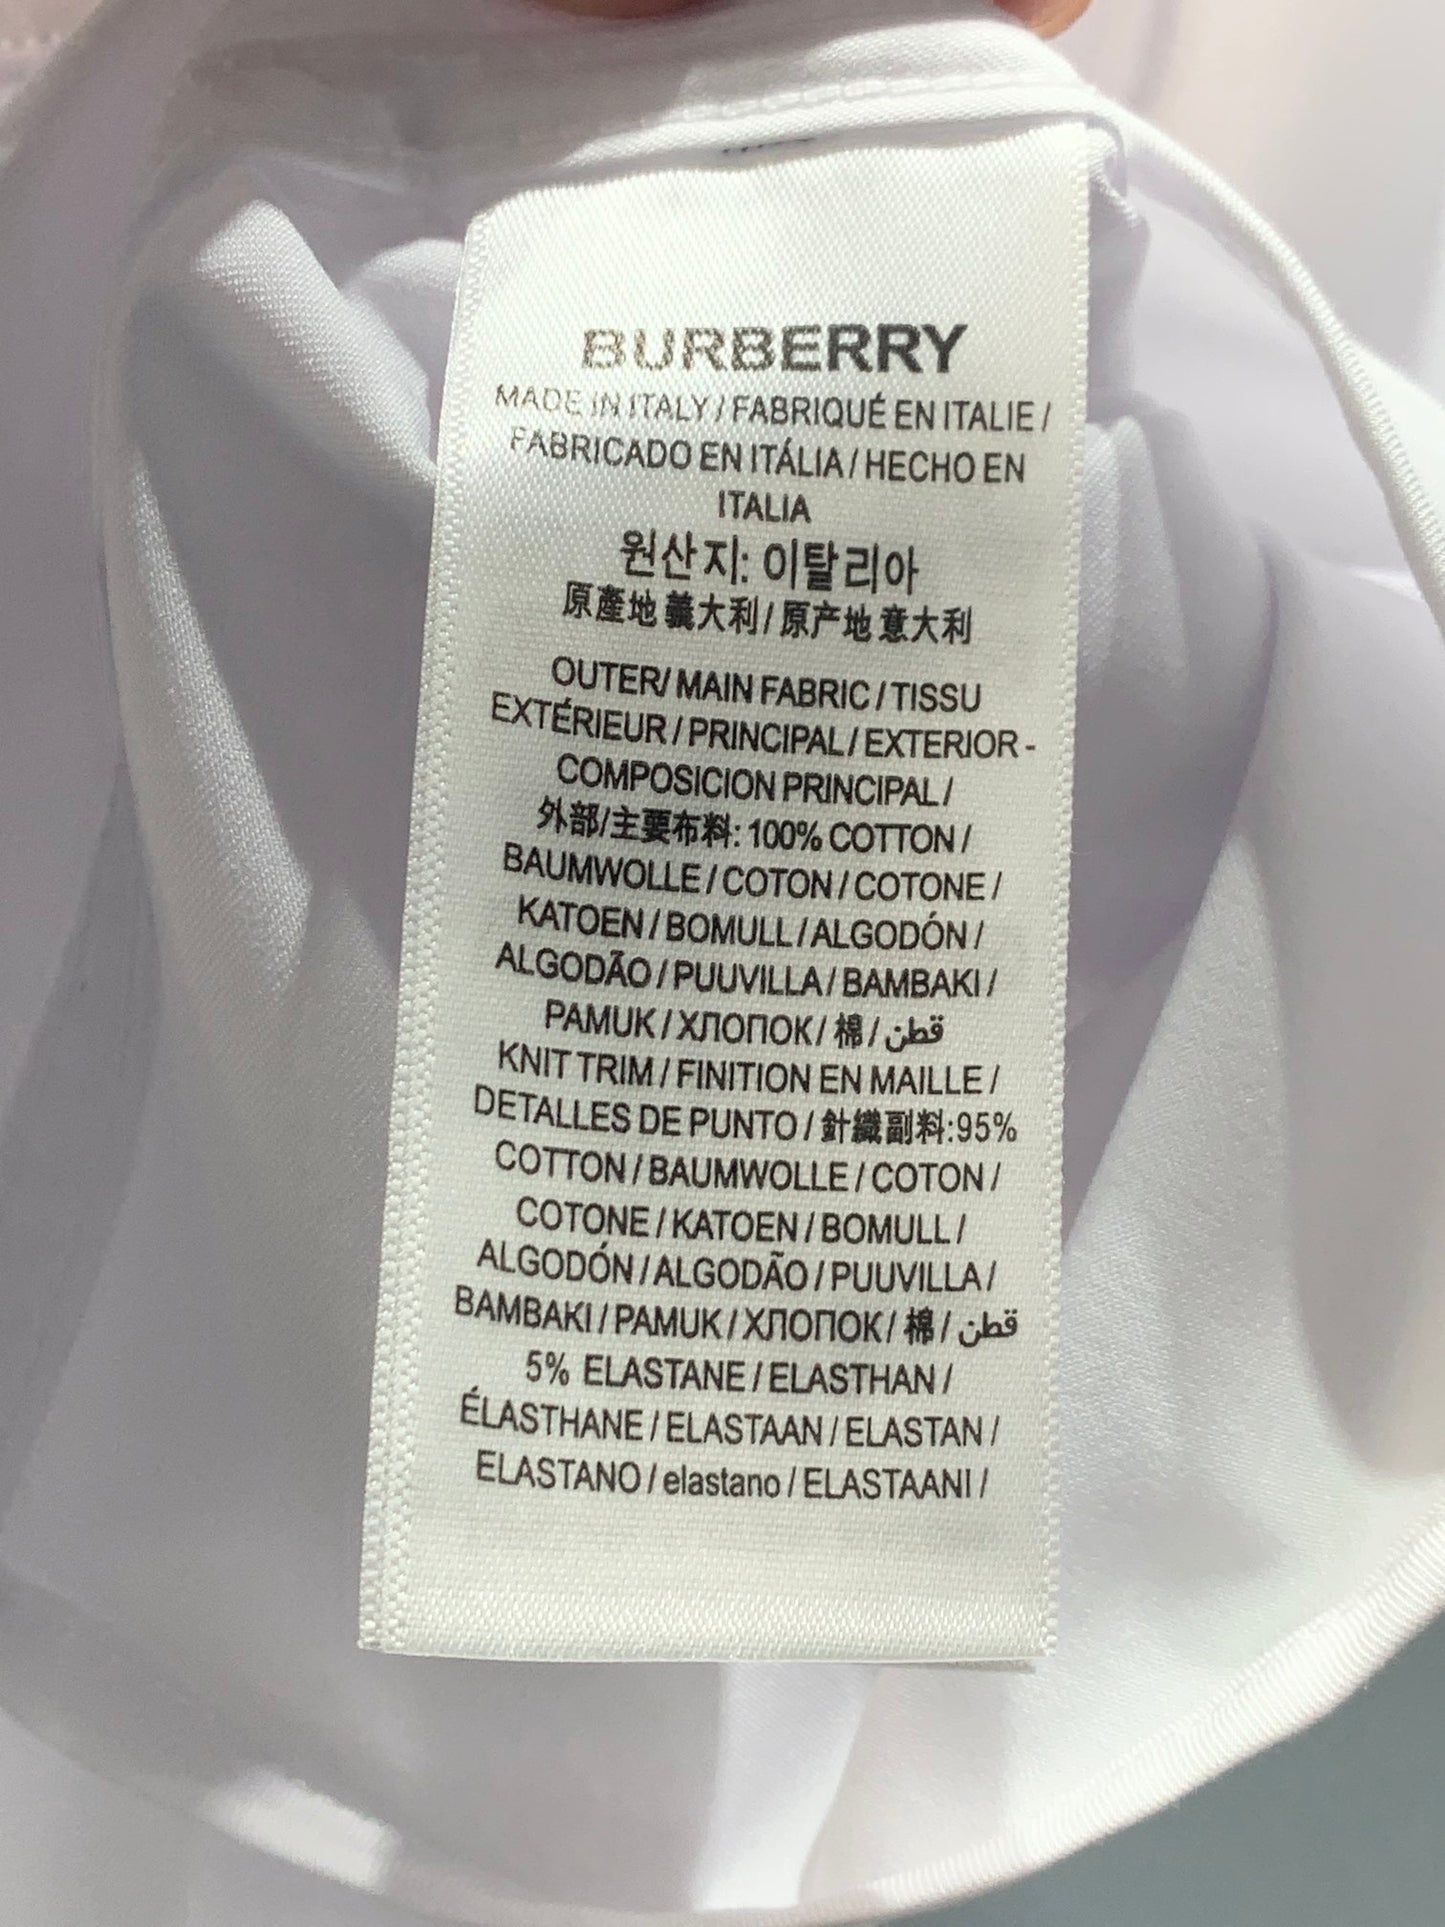 BURBERRY
MADE IN ITALY / FABRIQUÉ EN ITALIE /
FABRICADO EN ITÁLIA / HECHO EN
ITALIA
원산지: 이탈리아
原產地 義大利 / 原产地 意大利
OUTER/ MAIN FABRIC / TISSU
EXTÉRIEUR / PRINCIPAL / EXTERIOR -
COMPOSICION PRINCIPAL /
外部/主要布料: 100% COTTON /
BAUMWOLLE / COTON / COTONE /
KATOEN / BOMULL / ALGODÓN /
ALGODÃO / PUUVILLA / BAMBAKI /
PAMUK / ХЛОПОК / 棉 / قطن
KNIT TRIM / FINITION EN MAILLE /
DETALLES DE PUNTO / 針織副料:95%
COTTON / BAUMWOLLE / COTON /
COTONE / KATOEN / BOMULL /
ALGODÓN / ALGODÃO / PUUVILLA /
BAMBAKI / PAMUK / ХЛОПОК / 棉 / قطن
5% ELASTANE / ELASTHAN /
ÉLASTHANE / ELASTAAN / ELASTAN /
ELASTANO / elastano / ELASTAANI /